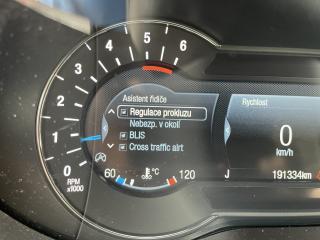 6
5
4
3
2
1
0
RPM
x1000
Asistent řidiče
Regulace prokluzu
Nebezp. v okolí
BLIS
Cross traffic alrt
60 °C 120
Rychlost
0
km/h
J 191334km